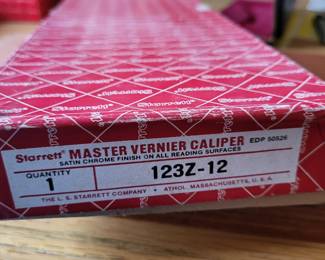 Starrett® MASTER VERNIER CALIPER EDP 50526
SATIN CHROME FINISH ON ALL READING SURFACES
QUANTITY
1
123Z-12
THE L. S. STARRETT COMPANY • ATHOL, MASSACHUSETTS, U. S. A.